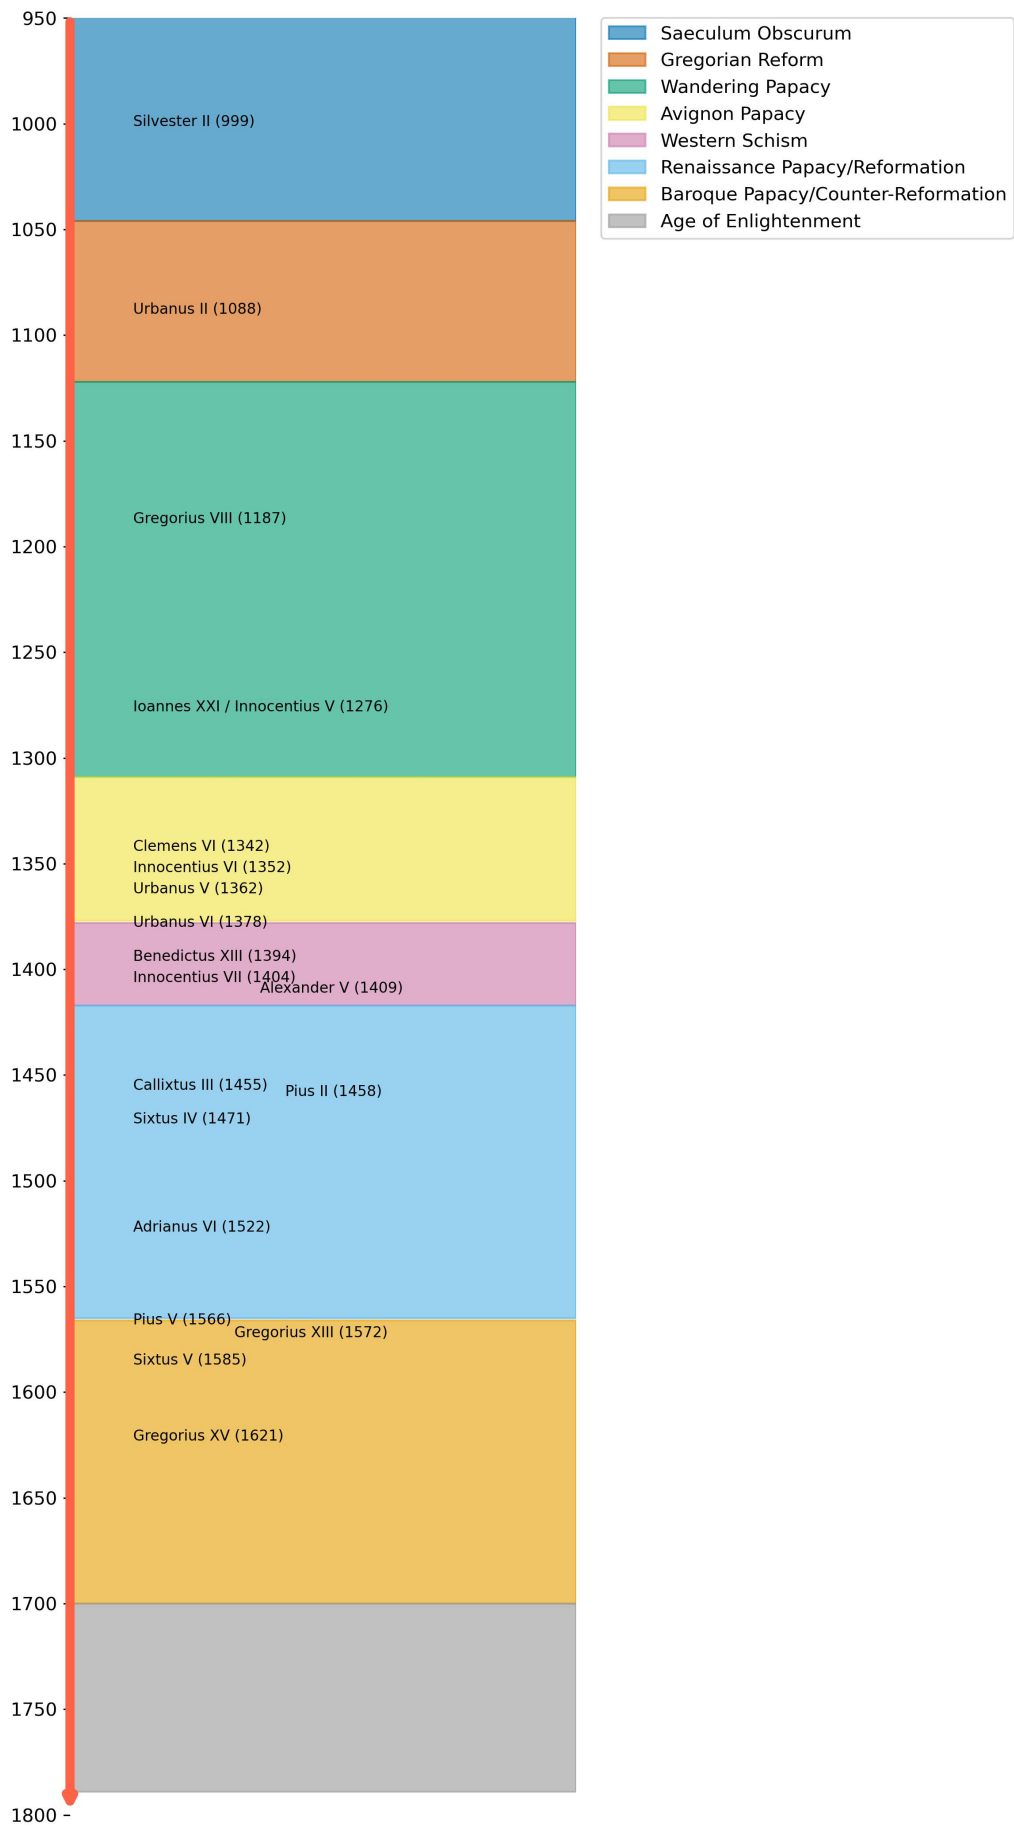 950
1000
1050
1100
1150
1200
1250
1300
1350
1400
1450
1500
1550
1600
1650
1700
1750
1800
Silvester II (999)
Urbanus II (1088)
Gregorius VIII (1187)
Ioannes XXI / Innocentius V (1276)
Clemens VI (1342)
Innocentius VI (1352)
Urbanus V (1362)
Urbanus VI (1378)
Benedictus XIII (1394)
Innocentius VII (1404)
Alexander V (1409)
Callixtus III (1455)
Pius II (1458)
Sixtus IV (1471)
Adrianus VI (1522)
Pius V (1566)
Gregorius XIII (1572)
Sixtus V (1585)
Gregorius XV (1621)
Saeculum Obscurum
Gregorian Reform
Wandering Papacy
Avignon Papacy
Western Schism
Renaissance Papacy/Reformation
Baroque Papacy/Counter-Reformation
Age of Enlightenment